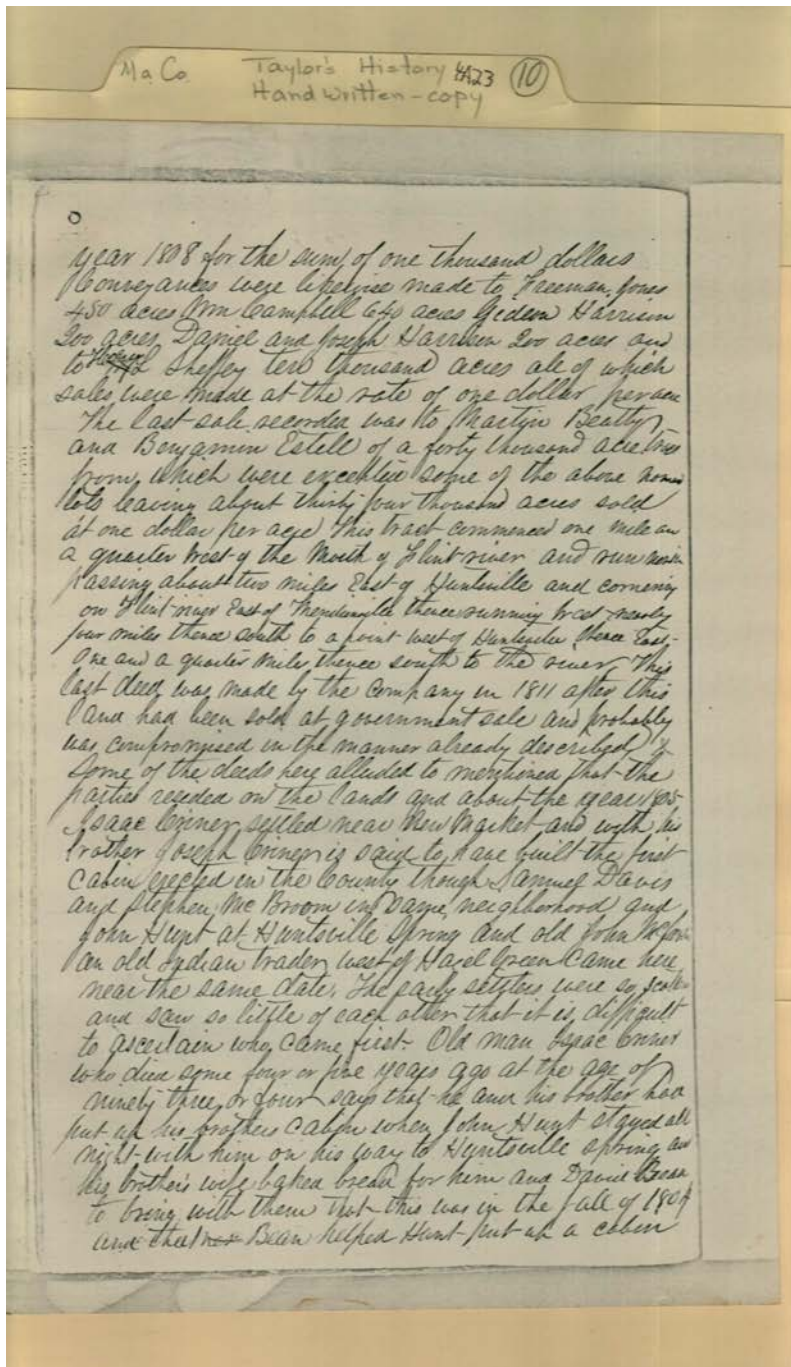 Ma. Co. Taylor's History 4A23 10
Handwritten - copy
year 1808 for the sum of one thousand dollars
Conveyances were likewise made to Freeman Jones
450 acres Wm Campbell 640 acres Gideon Harrison
200 acres Daniel and Joseph Harrison 200 acres and
to Sheffey ten thousand acres all of which
sales were made at the rate of one dollar per acre
The last sale recorded was to Martin Beatty
and Benjamin Estell of a forty thousand acre
from which were some of the above
lots leaving about thirty four thousand acres sold
at one dollar per acre This tract commenced one mile an
a quarter West of the Mouth of Flint river and run north
passing about two miles East of Huntsville and cornering
on Flint river East of thence running West nearly
four miles thence south to a point west of Huntsville thence East
One and a quarter miles thence south to the river This
last deed was made by the company in 1811 after this
land had been sold at government sale and probably
was compromised in the manner already described
Some of the deeds here alluded to mentioned that the
parties resided on the lands and about the year 1805
Isaac Criner settled near New Market and with his
brother Joseph Criner is said to have built the first
Cabin erected in the County though Samuel Davis
and Stephen McBroom in Same neighborhood and
John Hunt at Huntsville Spring and old John
an old Indian trader west of Hazel Green Came here
near the same date. The early settlers were so
and saw so little of each other that it is difficult
to ascertain who came first- Old man Isaac Criner
who died some four or five years ago at the age of
ninety three or four says that he and his brother had
put up his brothers Cabin when John Hunt stayed all
night with him on his way to Huntsville spring an
his brother's wife baked bread for him and David Bean
to bring with them that this was in the fall of 1804
and that Bean helped Hunt put up a cabin